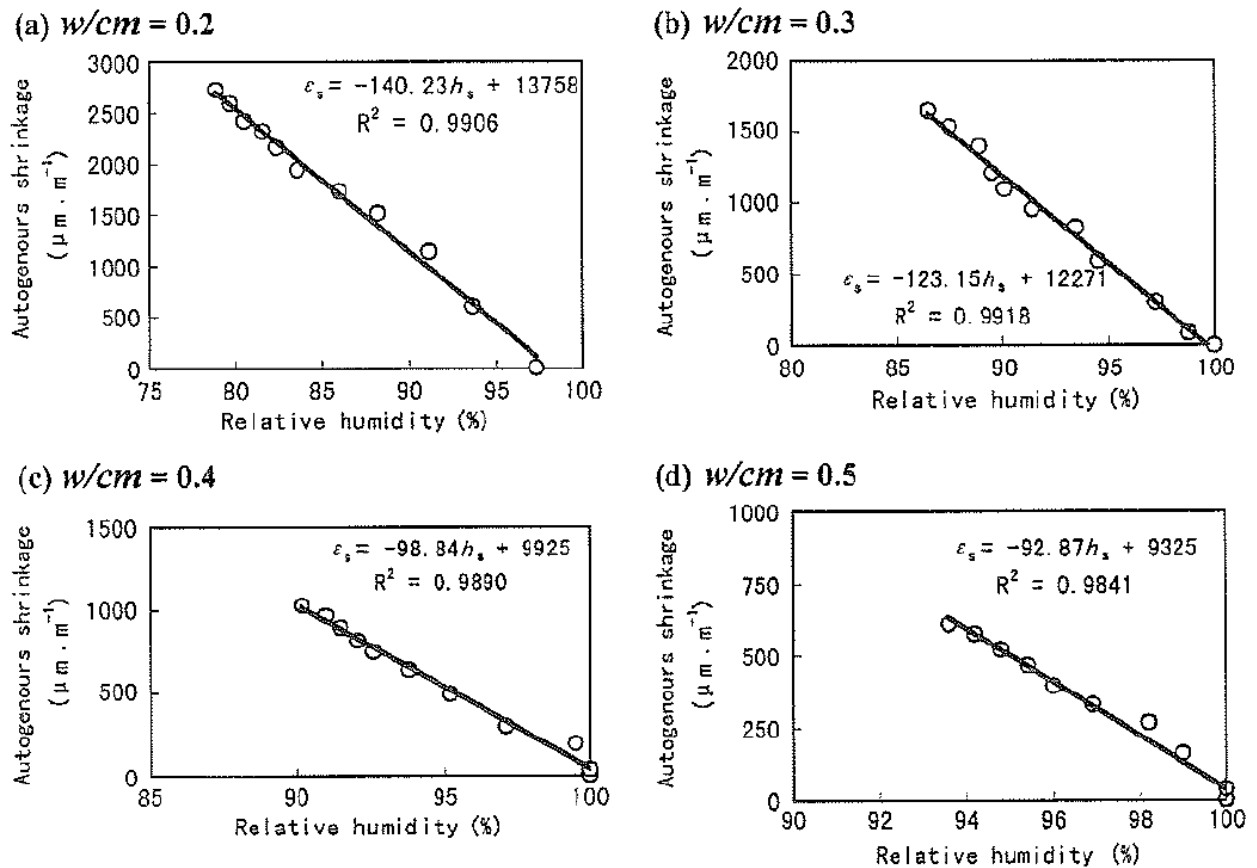 (a) w/cm = 0.2
Autogenours shrinkage
(μm·m⁻¹)
3000
2500
2000
1500
1000
500
0
εₛ= -140.23hₛ + 13758
R² = 0.9906
75 80 85 90 95 100
Relative humidity (%)
(b) w/cm = 0.3
Autogenours shrinkage
(μm·m⁻¹)
2000
1500
1000
500
0
εₛ= -123.15hₛ + 12271
R² = 0.9918
80 85 90 95 100
Relative humidity (%)
(c) w/cm = 0.4
Autogenours shrinkage
(μm·m⁻¹)
1500
1000
500
0
εₛ= -98.84hₛ + 9925
R² = 0.9890
85 90 95 100
Relative humidity (%)
(d) w/cm = 0.5
Autogenours shrinkage
(μm·m⁻¹)
1000
750
500
250
0
εₛ= -92.87hₛ + 9325
R² = 0.9841
90 92 94 96 98 100
Relative humidity (%)